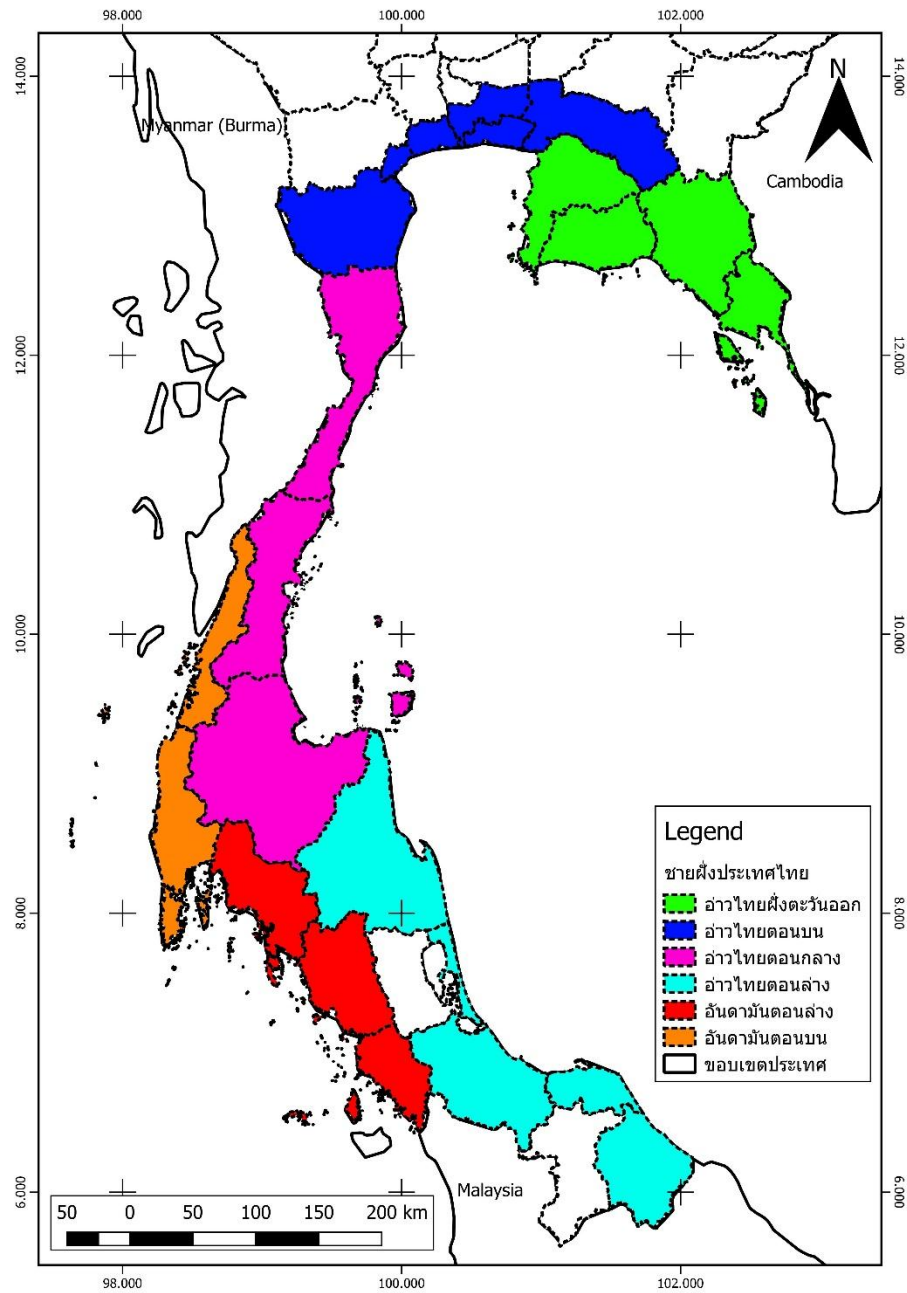 98.000 100.000 102.000
14.000 14.000
N
Myanmar (Burma)
Cambodia
12.000 12.000
10.000 10.000
Legend
ชายฝั่งประเทศไทย
อ่าวไทยฝั่งตะวันออก
อ่าวไทยตอนบน
อ่าวไทยตอนกลาง
อ่าวไทยตอนล่าง
อันดามันตอนล่าง
อันดามันตอนบน
ขอบเขตประเทศ
8.000 8.000
Malaysia
6.000 6.000
50 0 50 100 150 200 km
98.000 100.000 102.000